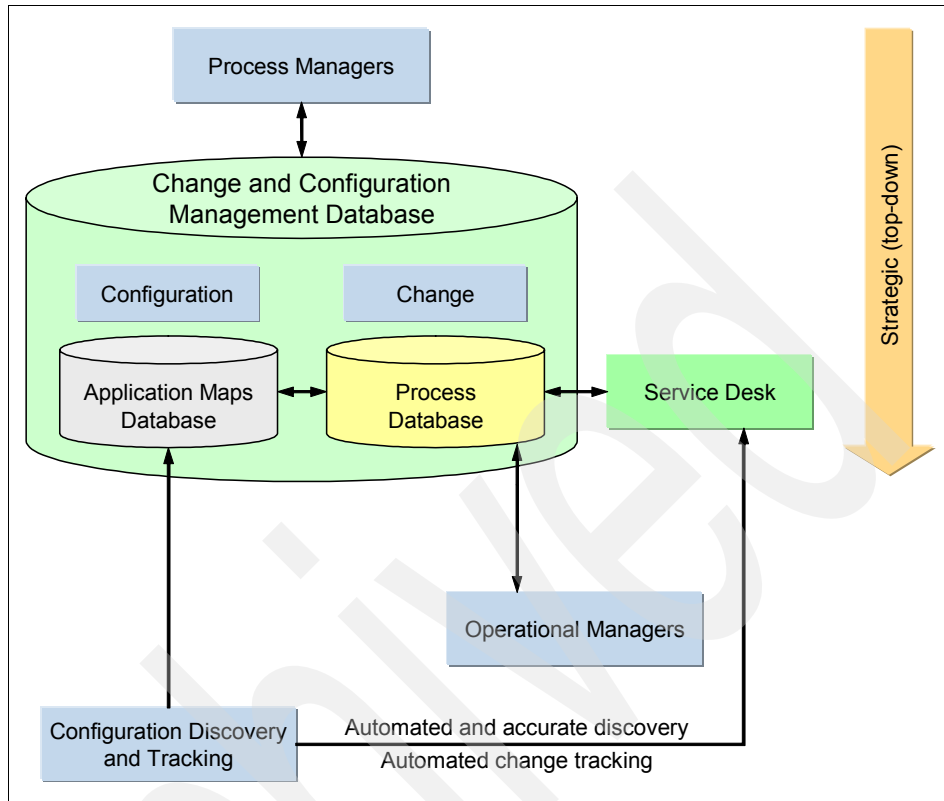 Process Managers
Strategic (top-down)
Change and Configuration
Management Database
Configuration
Change
Application Maps
Database
Process
Database
Service Desk
Operational Managers
Configuration Discovery
and Tracking
Automated and accurate discovery
Automated change tracking